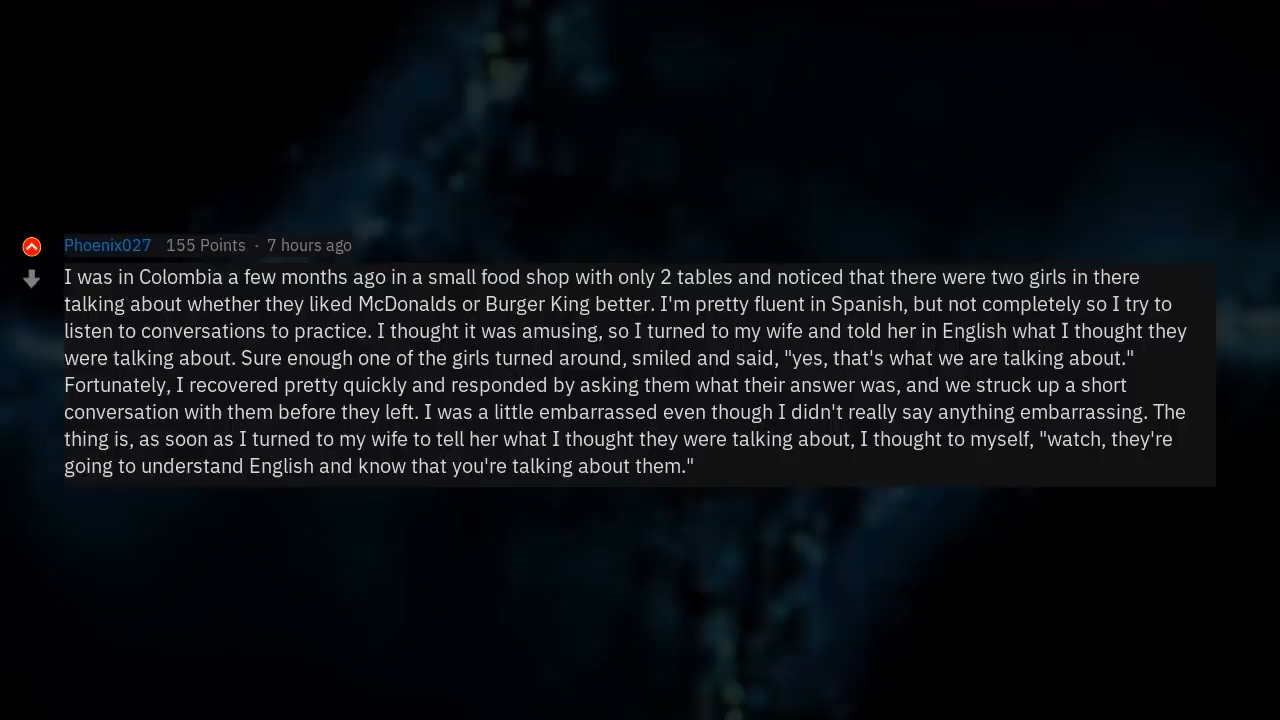 Phoenix027 155 Points · 7 hours ago
I was in Colombia a few months ago in a small food shop with only 2 tables and noticed that there were two girls in there
talking about whether they liked McDonalds or Burger King better. I'm pretty fluent in Spanish, but not completely so I try to
listen to conversations to practice. I thought it was amusing, so I turned to my wife and told her in English what I thought they
were talking about. Sure enough one of the girls turned around, smiled and said, "yes, that's what we are talking about."
Fortunately, I recovered pretty quickly and responded by asking them what their answer was, and we struck up a short
conversation with them before they left. I was a little embarrassed even though I didn't really say anything embarrassing. The
thing is, as soon as I turned to my wife to tell her what I thought they were talking about, I thought to myself, "watch, they're
going to understand English and know that you're talking about them."